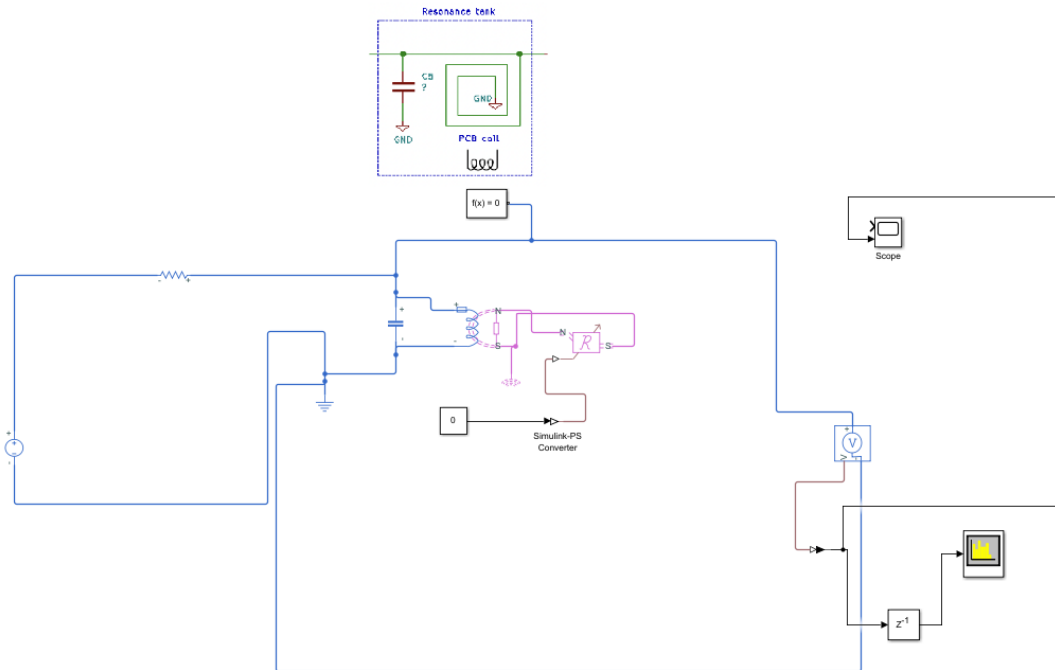 Resonance tank
CB
?
GND
GND
PCB coil
f(x) = 0
Scope
- +
+
-
+
-
N
S
N
R
S
0
Simulink-PS
Converter
+
-
+
V
V
-
z-1